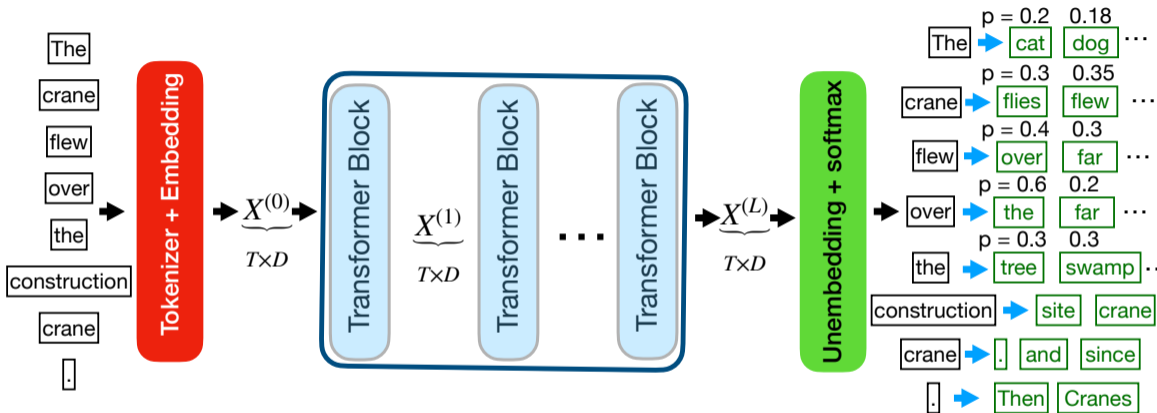 The
crane
flew
over
the
construction
crane
.
Tokenizer + Embedding
X^(0)
T×D
Transformer Block
X^(1)
T×D
Transformer Block
...
Transformer Block
X^(L)
T×D
Unembedding + softmax
p = 0.2 0.18
The cat dog ...
p = 0.3 0.35
crane flies flew ...
p = 0.4 0.3
flew over far ...
p = 0.6 0.2
over the far ...
p = 0.3 0.3
the tree swamp ..
construction site crane
crane . and since
. Then Cranes